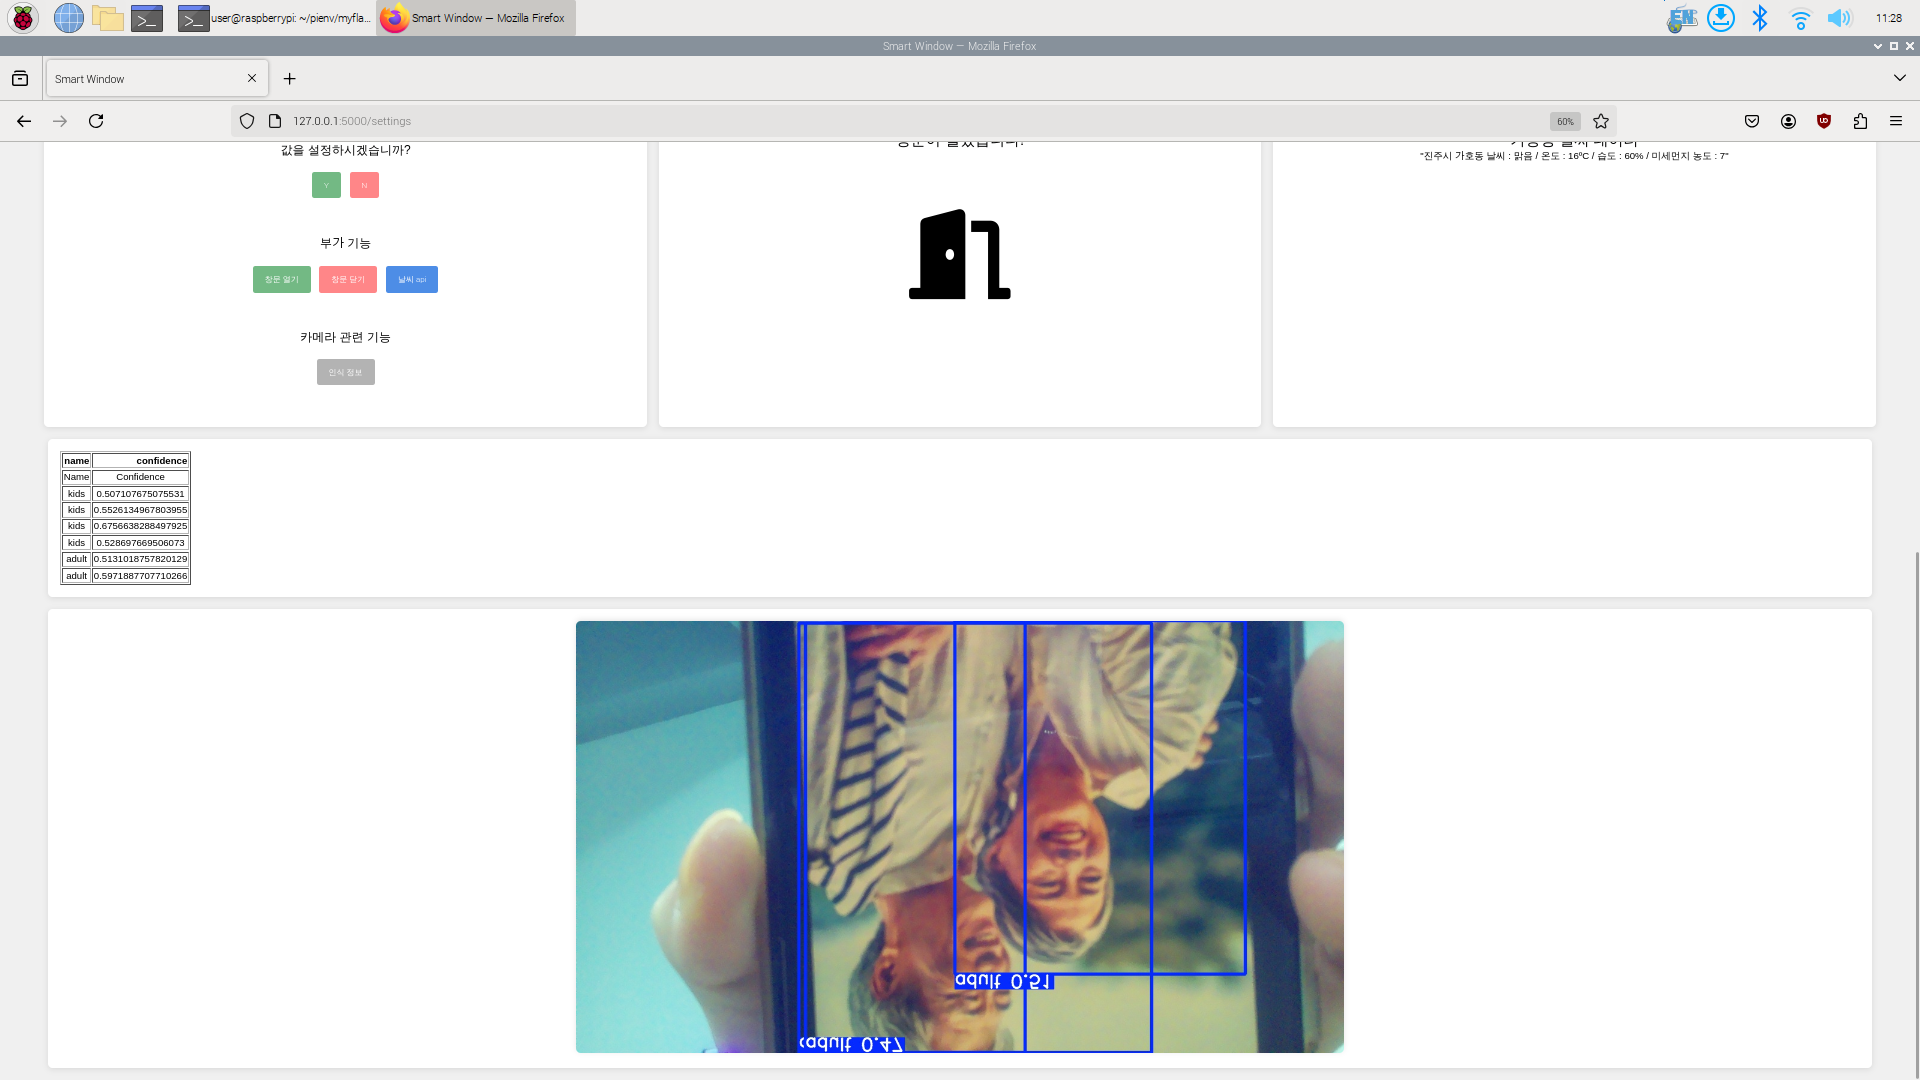 user@raspberrypi: ~/pienv/myfla...
Smart Window — Mozilla Firefox
EN
11:28
Smart Window — Mozilla Firefox
Smart Window
127.0.0.1:5000/settings
60%
값을 설정하시겠습니까?
Y N
부가 기능
창문 열기 창문 닫기 날씨 api
카메라 관련 기능
인식 정보
"진주시 가호동 날씨 : 맑음 / 온도 : 16ºC / 습도 : 60% / 미세먼지 농도 : 7"
name confidence
Name Confidence
kids 0.507107675075531
kids 0.5526134967803955
kids 0.6756638288497925
kids 0.528697669506073
adult 0.5131018757820129
adult 0.5971887707710266
adult 0.51
adult 0.47